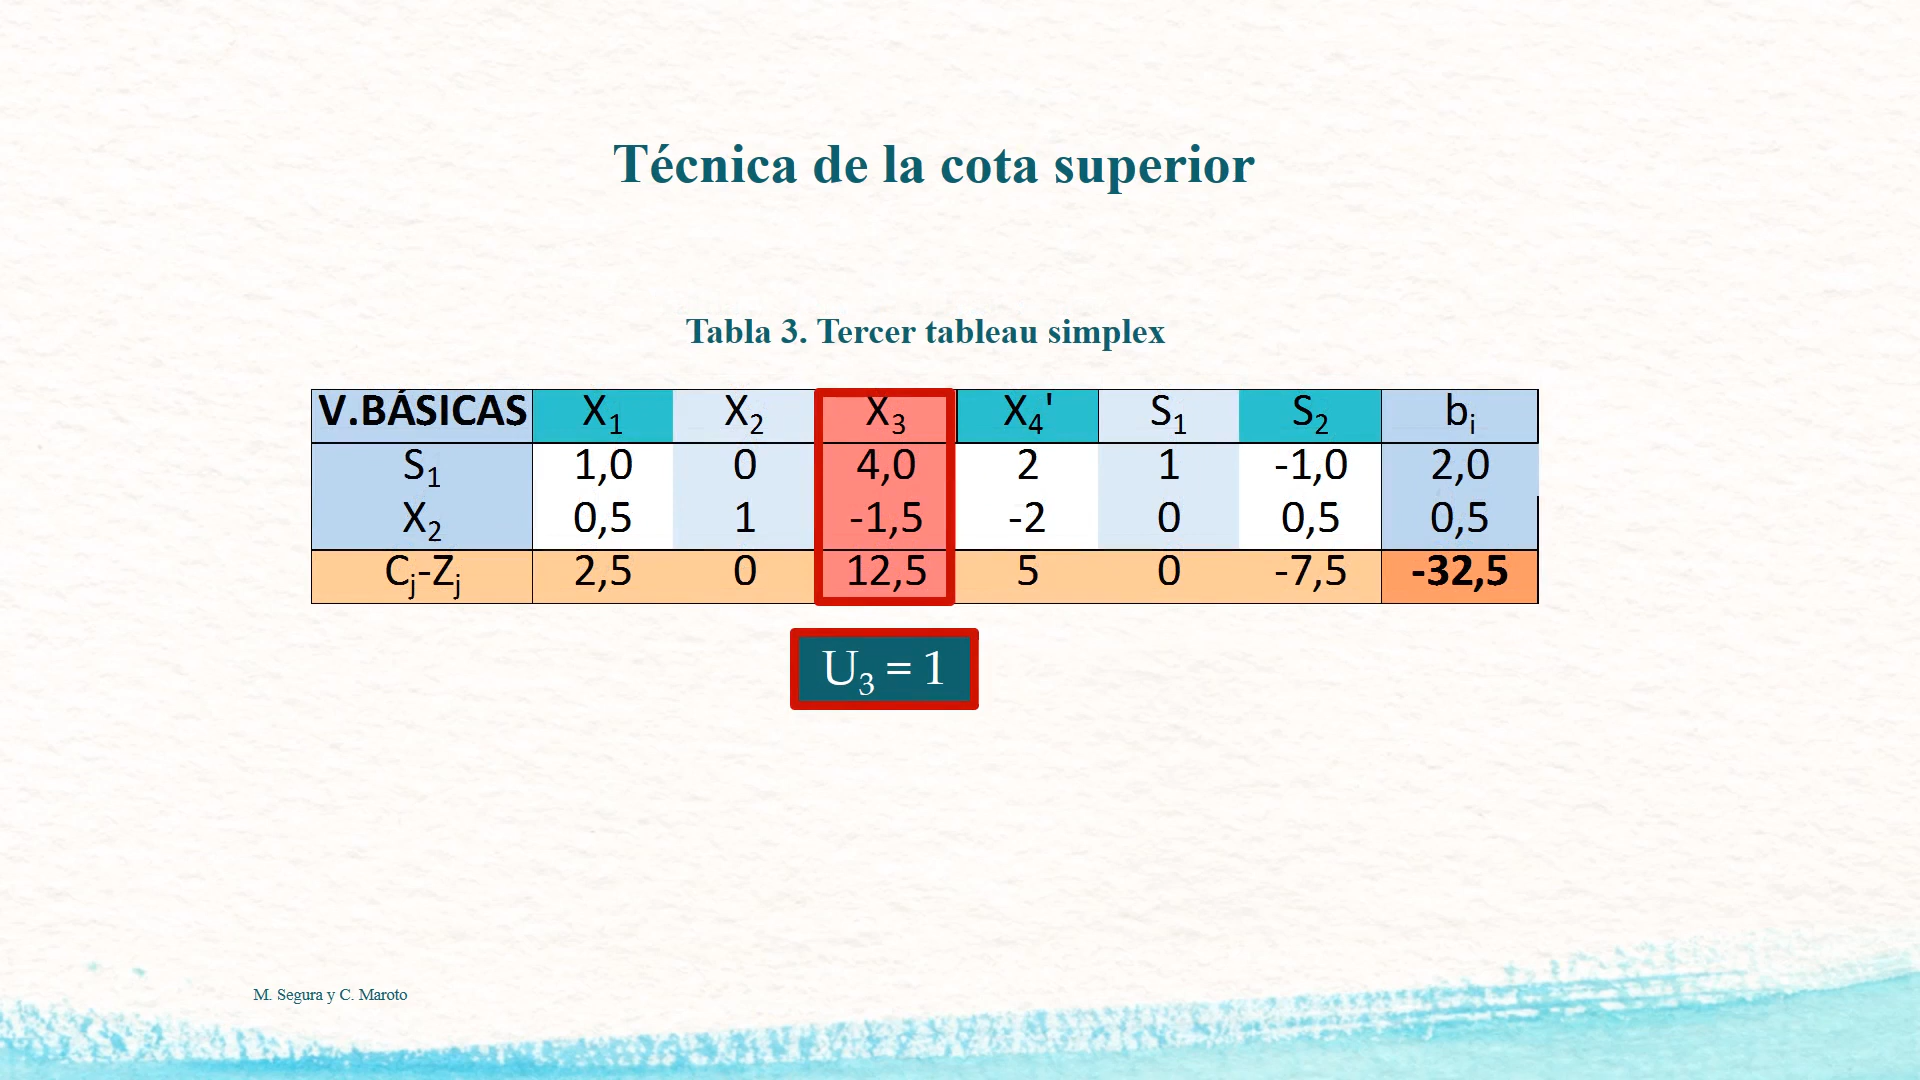 Técnica de la cota superior
Tabla 3. Tercer tableau simplex
V.BÁSICAS X₁ X₂ X₃ X₄' S₁ S₂ bᵢ
S₁ 1,0 0 4,0 2 1 -1,0 2,0
X₂ 0,5 1 -1,5 -2 0 0,5 0,5
Cⱼ-Zⱼ 2,5 0 12,5 5 0 -7,5 -32,5
U₃ = 1
M. Segura y C. Maroto